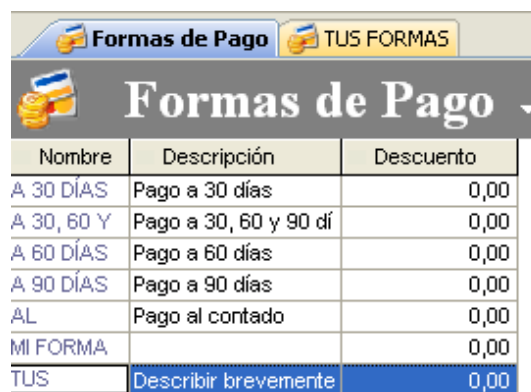 Formas de Pago TUS FORMAS
Formas de Pago
Nombre Descripción Descuento
A 30 DÍAS Pago a 30 días 0,00
A 30, 60 Y Pago a 30, 60 y 90 dí 0,00
A 60 DÍAS Pago a 60 días 0,00
A 90 DÍAS Pago a 90 días 0,00
AL Pago al contado 0,00
MI FORMA 0,00
TUS Describir brevemente 0,00